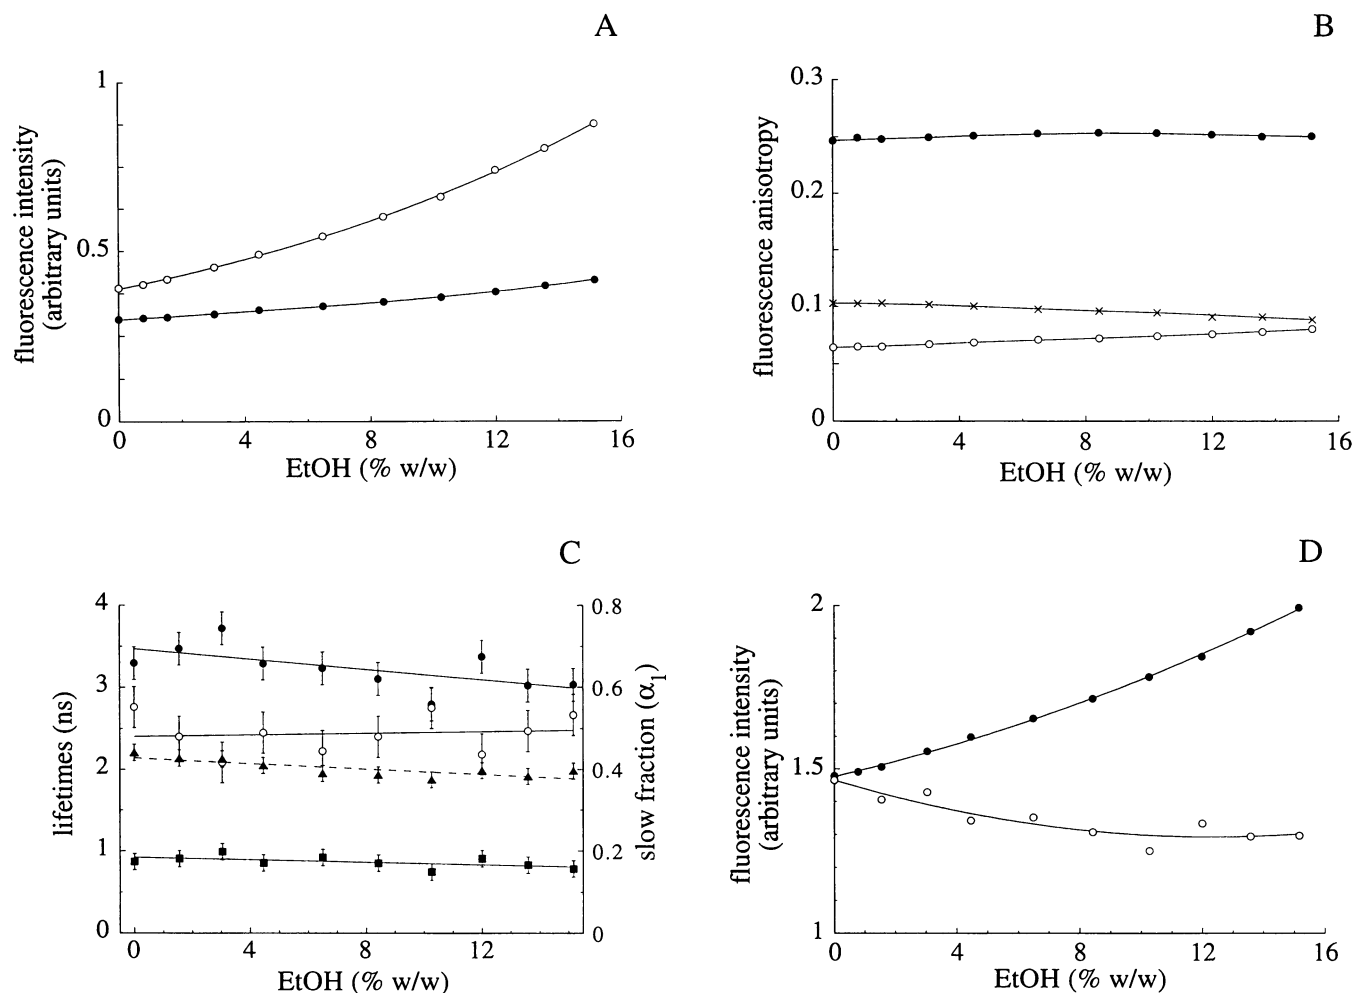 A
1
0.5
0
0
4
8
12
16
EtOH (% w/w)
fluorescence intensity
(arbitrary units)
B
0.3
0.2
0.1
0
0
4
8
12
16
EtOH (% w/w)
fluorescence anisotropy
C
4
3
2
1
0
0.8
0.6
0.4
0.2
0
0
4
8
12
EtOH (% w/w)
lifetimes (ns)
slow fraction (α₁)
D
2
1.5
1
0
4
8
12
16
EtOH (% w/w)
fluorescence intensity
(arbitrary units)